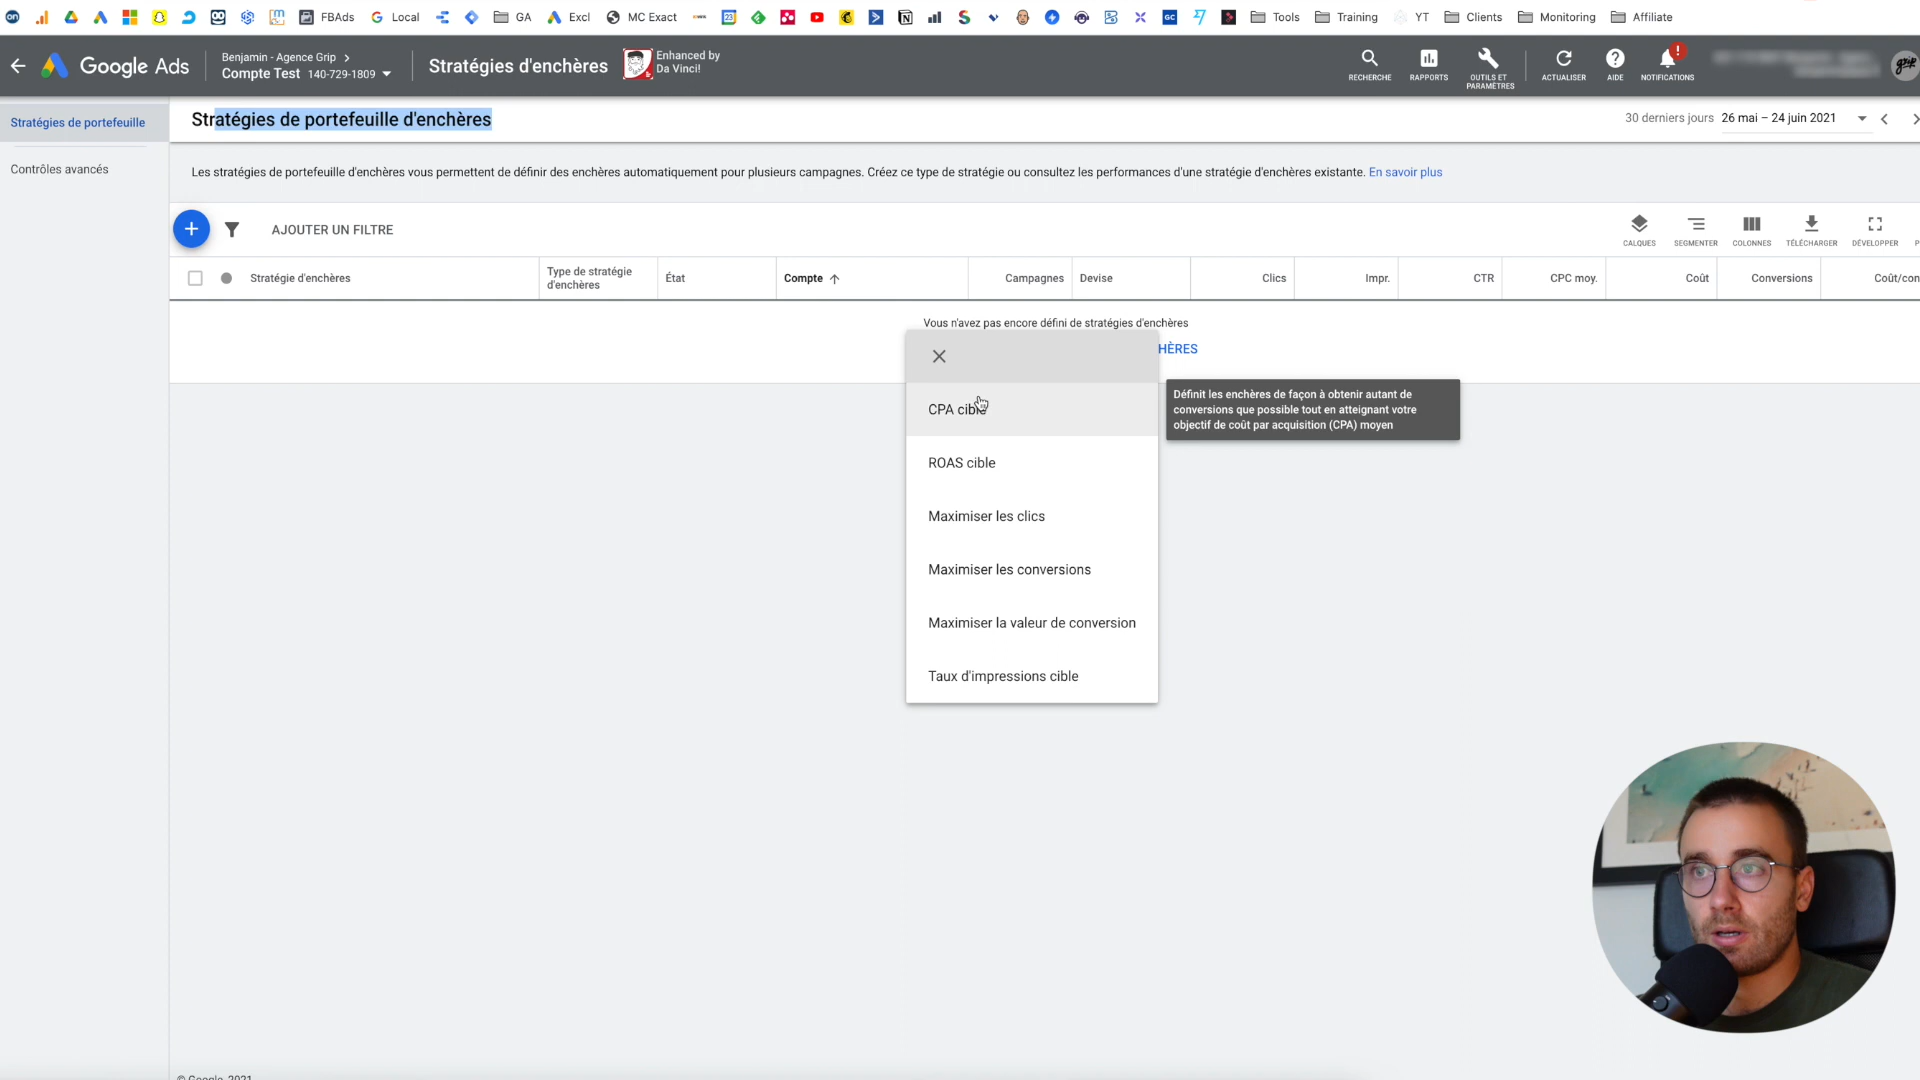 FBAds
Local
GA
Excl
MC Exact
Tools
Training
YT
Clients
Monitoring
Affiliate
Google Ads
Benjamin - Agence Grip
Compte Test 140-729-1809
Stratégies d'enchères
Enhanced by
Da Vinci!
RECHERCHE
RAPPORTS
OUTILS ET
PARAMÈTRES
ACTUALISER
AIDE
NOTIFICATIONS
grip
Stratégies de portefeuille
Contrôles avancés
Stratégies de portefeuille d'enchères
30 derniers jours 26 mai – 24 juin 2021
Les stratégies de portefeuille d'enchères vous permettent de définir des enchères automatiquement pour plusieurs campagnes. Créez ce type de stratégie ou consultez les performances d'une stratégie d'enchères existante. En savoir plus
AJOUTER UN FILTRE
CALQUES
SEGMENTER
COLONNES
TÉLÉCHARGER
DÉVELOPPER
Stratégie d'enchères
Type de stratégie
d'enchères
État
Compte
Campagnes
Devise
Clics
Impr.
CTR
CPC moy.
Coût
Conversions
Coût/con
Vous n'avez pas encore défini de stratégies d'enchères
HÈRES
CPA cible
ROAS cible
Maximiser les clics
Maximiser les conversions
Maximiser la valeur de conversion
Taux d'impressions cible
Définit les enchères de façon à obtenir autant de
conversions que possible tout en atteignant votre
objectif de coût par acquisition (CPA) moyen
© Google, 2021